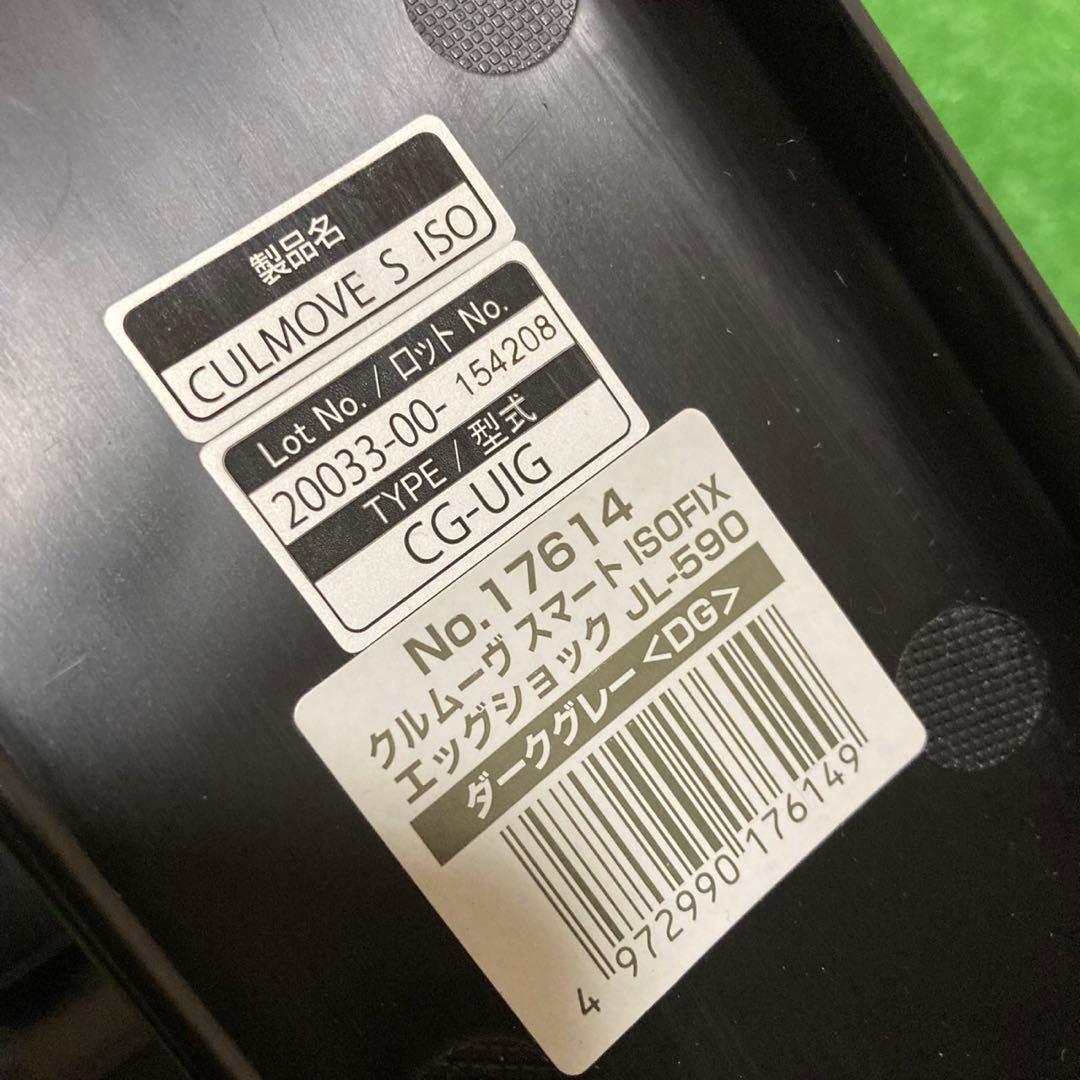 製品名
CULMOVE S ISO
Lot No. / ロット No.
20033-00- 154208
TYPE / 型式
CG-UIG
No. 17614
クルムーヴ スマート ISOFIX
エッグショック JL-590
ダークグレー <DG>
4 972990 176149